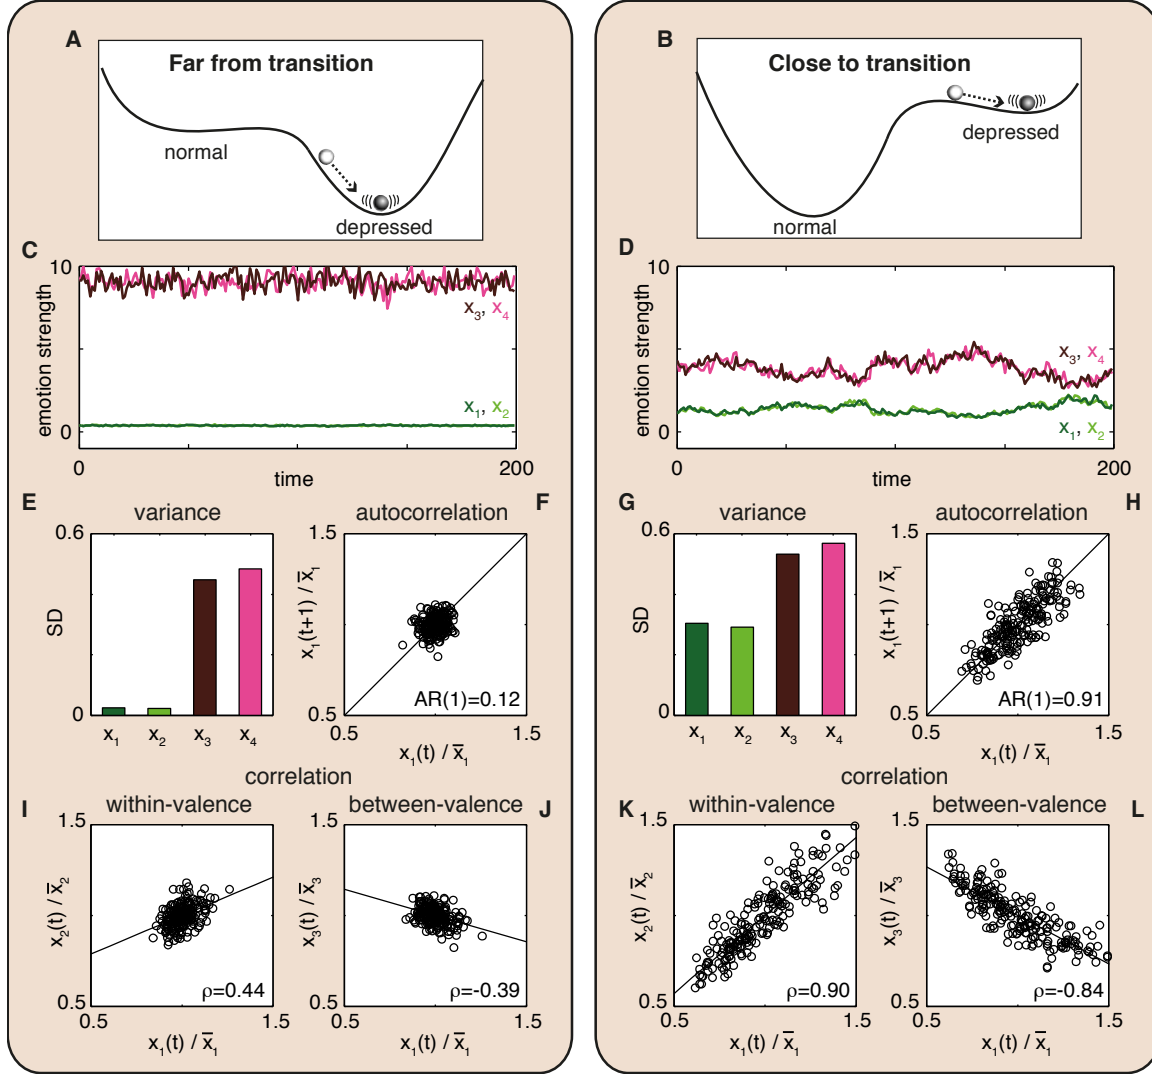 A
Far from transition
normal
depressed
C
10
0
emotion strength
x₃, x₄
x₁, x₂
0
200
time
E
variance
0.6
0
SD
x₁
x₂
x₃
x₄
F
autocorrelation
1.5
0.5
x₁(t+1) / x̄₁
AR(1)=0.12
0.5
1.5
x₁(t) / x̄₁
correlation
I
within-valence
1.5
0.5
x₂(t) / x̄₂
ρ=0.44
0.5
1.5
x₁(t) / x̄₁
between-valence
J
1.5
0.5
x₃(t) / x̄₃
ρ=-0.39
0.5
1.5
x₁(t) / x̄₁
B
Close to transition
depressed
normal
D
10
0
emotion strength
x₃, x₄
x₁, x₂
0
200
time
G
variance
0.6
0
SD
x₁
x₂
x₃
x₄
autocorrelation
H
1.5
0.5
x₁(t+1) / x̄₁
AR(1)=0.91
0.5
1.5
x₁(t) / x̄₁
correlation
K
within-valence
1.5
0.5
x₂(t) / x̄₂
ρ=0.90
0.5
1.5
x₁(t) / x̄₁
between-valence
L
1.5
0.5
x₃(t) / x̄₃
ρ=-0.84
0.5
1.5
x₁(t) / x̄₁